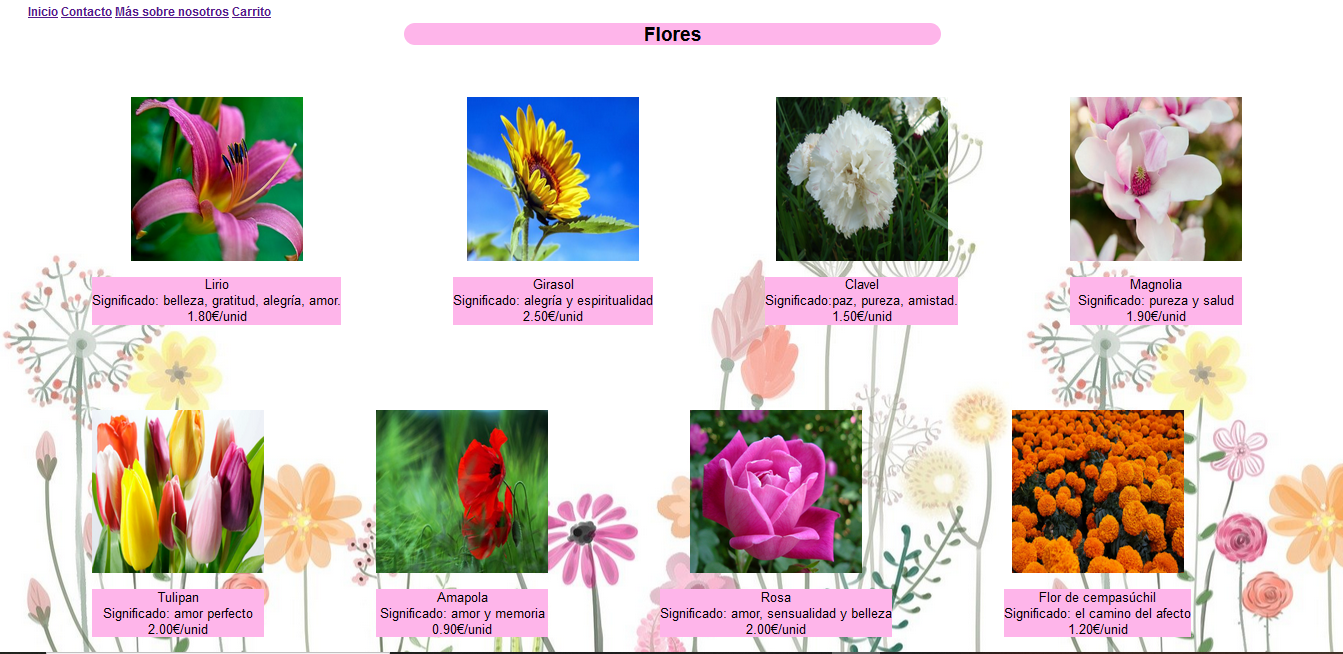 Inicio Contacto Más sobre nosotros Carrito
Flores
Lirio
Significado: belleza, gratitud, alegría, amor.
1.80€/unid
Girasol
Significado: alegría y espiritualidad
2.50€/unid
Clavel
Significado:paz, pureza, amistad.
1.50€/unid
Magnolia
Significado: pureza y salud
1.90€/unid
Tulipan
Significado: amor perfecto
2.00€/unid
Amapola
Significado: amor y memoria
0.90€/unid
Rosa
Significado: amor, sensualidad y belleza
2.00€/unid
Flor de cempasúchil
Significado: el camino del afecto
1.20€/unid